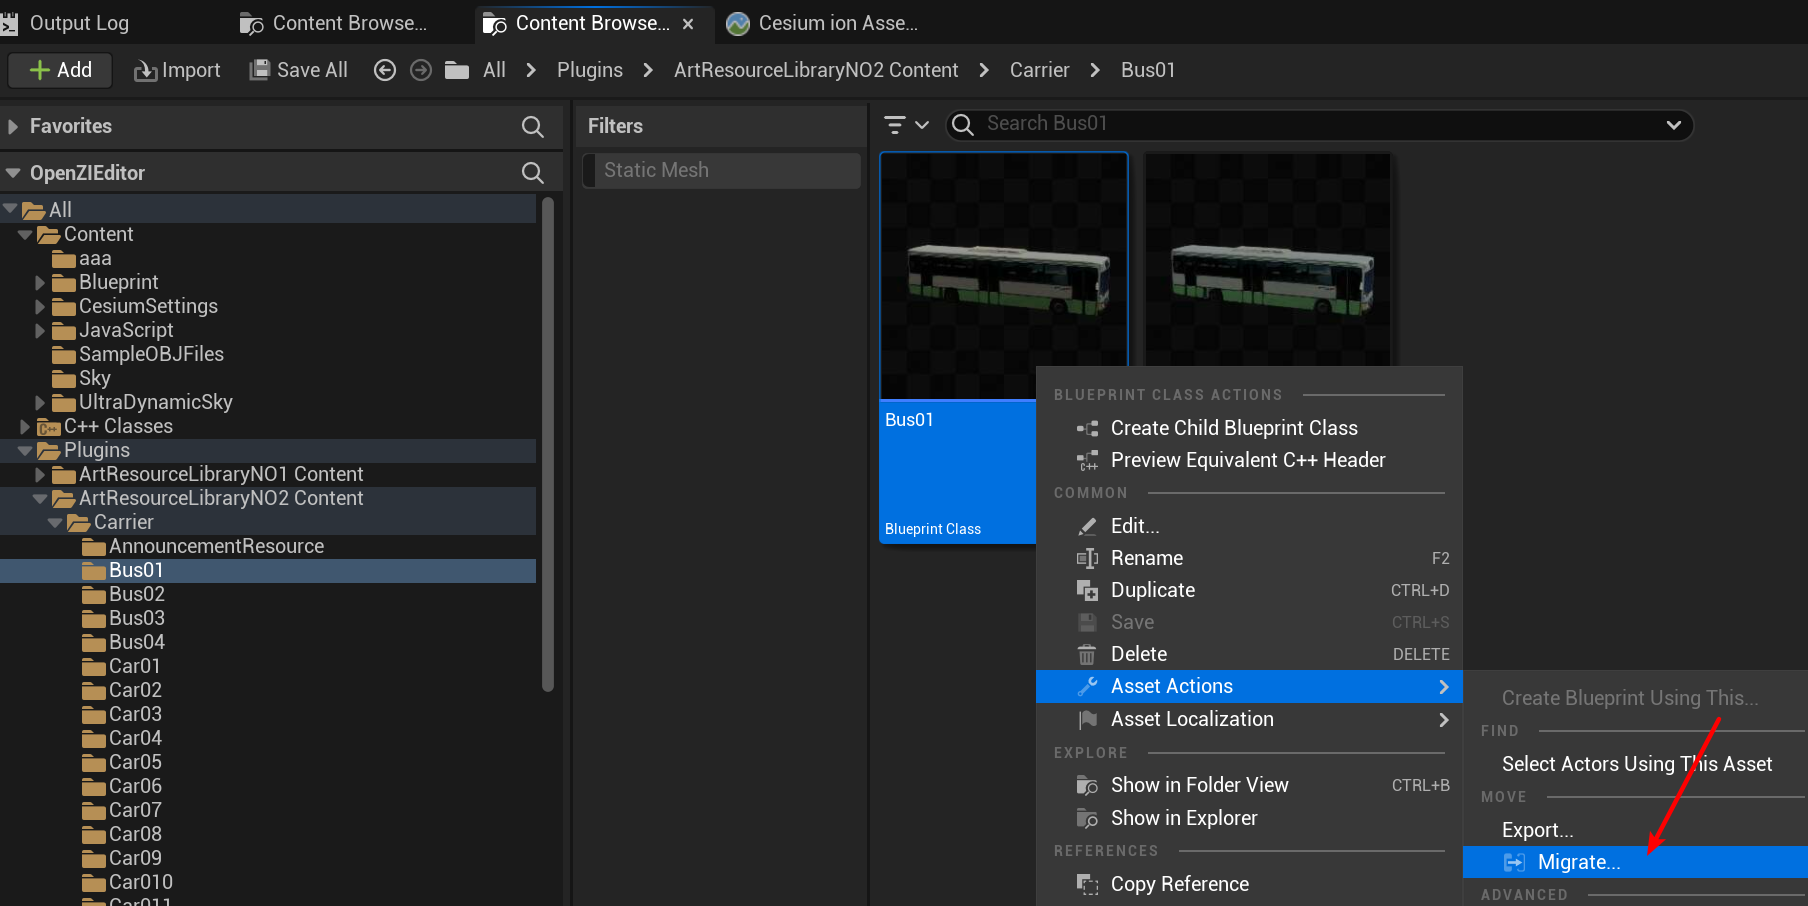 Output Log
Content Browse...
Content Browse...
Cesium ion Asse...
Add
Import
Save All
All
Plugins
ArtResourceLibraryNO2 Content
Carrier
Bus01
Favorites
OpenZIEditor
All
Content
aaa
Blueprint
CesiumSettings
JavaScript
SampleOBJFiles
Sky
UltraDynamicSky
C++ Classes
Plugins
ArtResourceLibraryNO1 Content
ArtResourceLibraryNO2 Content
Carrier
AnnouncementResource
Bus01
Bus02
Bus03
Bus04
Car01
Car02
Car03
Car04
Car05
Car06
Car07
Car08
Car09
Car010
Car011
Filters
Static Mesh
Search Bus01
Bus01
Blueprint Class
BLUEPRINT CLASS ACTIONS
Create Child Blueprint Class
C++
Preview Equivalent C++ Header
COMMON
Edit...
Rename F2
Duplicate CTRL+D
Save CTRL+S
Delete DELETE
Asset Actions
Asset Localization
EXPLORE
Show in Folder View CTRL+B
Show in Explorer
REFERENCES
Copy Reference
Create Blueprint Using This...
FIND
Select Actors Using This Asset
MOVE
Export...
Migrate...
ADVANCED